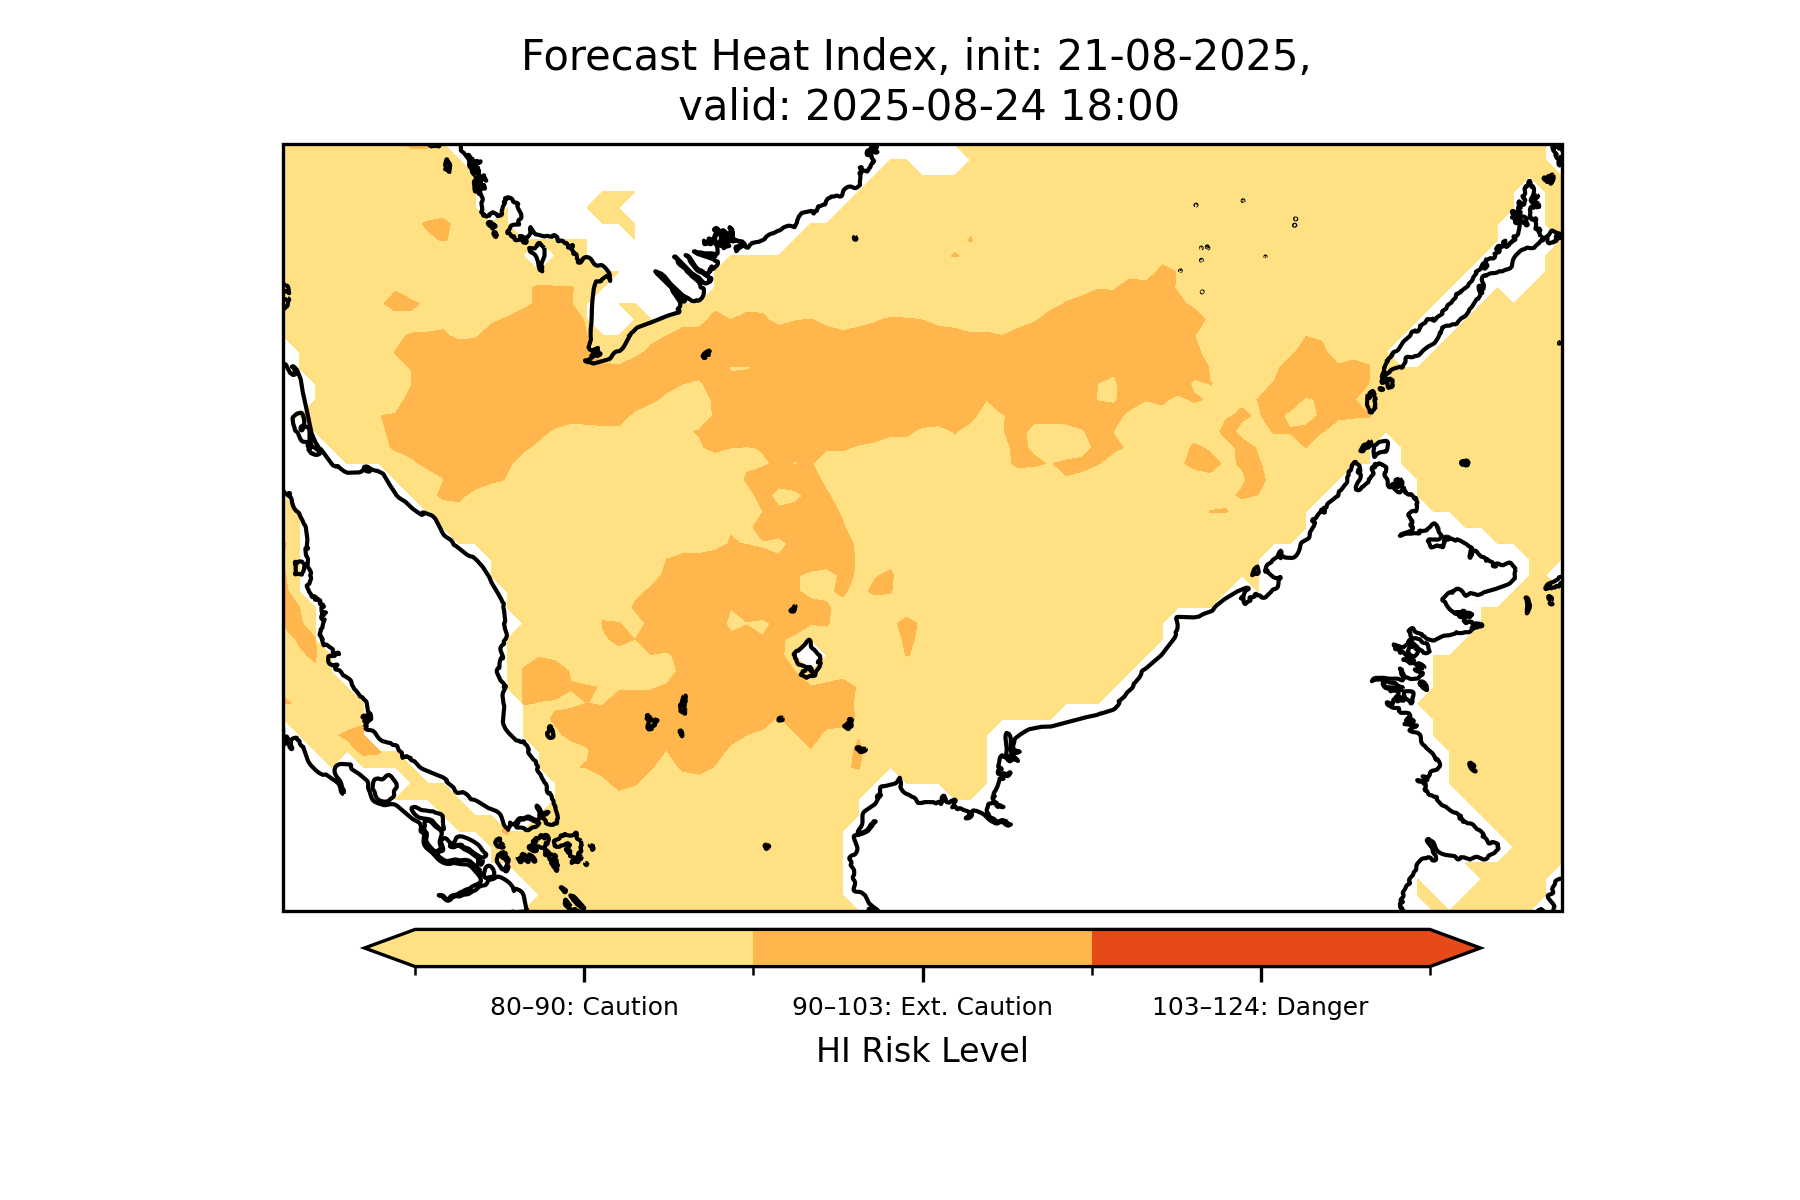 Forecast Heat Index, init: 21-08-2025,
valid: 2025-08-24 18:00
80–90: Caution
90–103: Ext. Caution
103–124: Danger
HI Risk Level